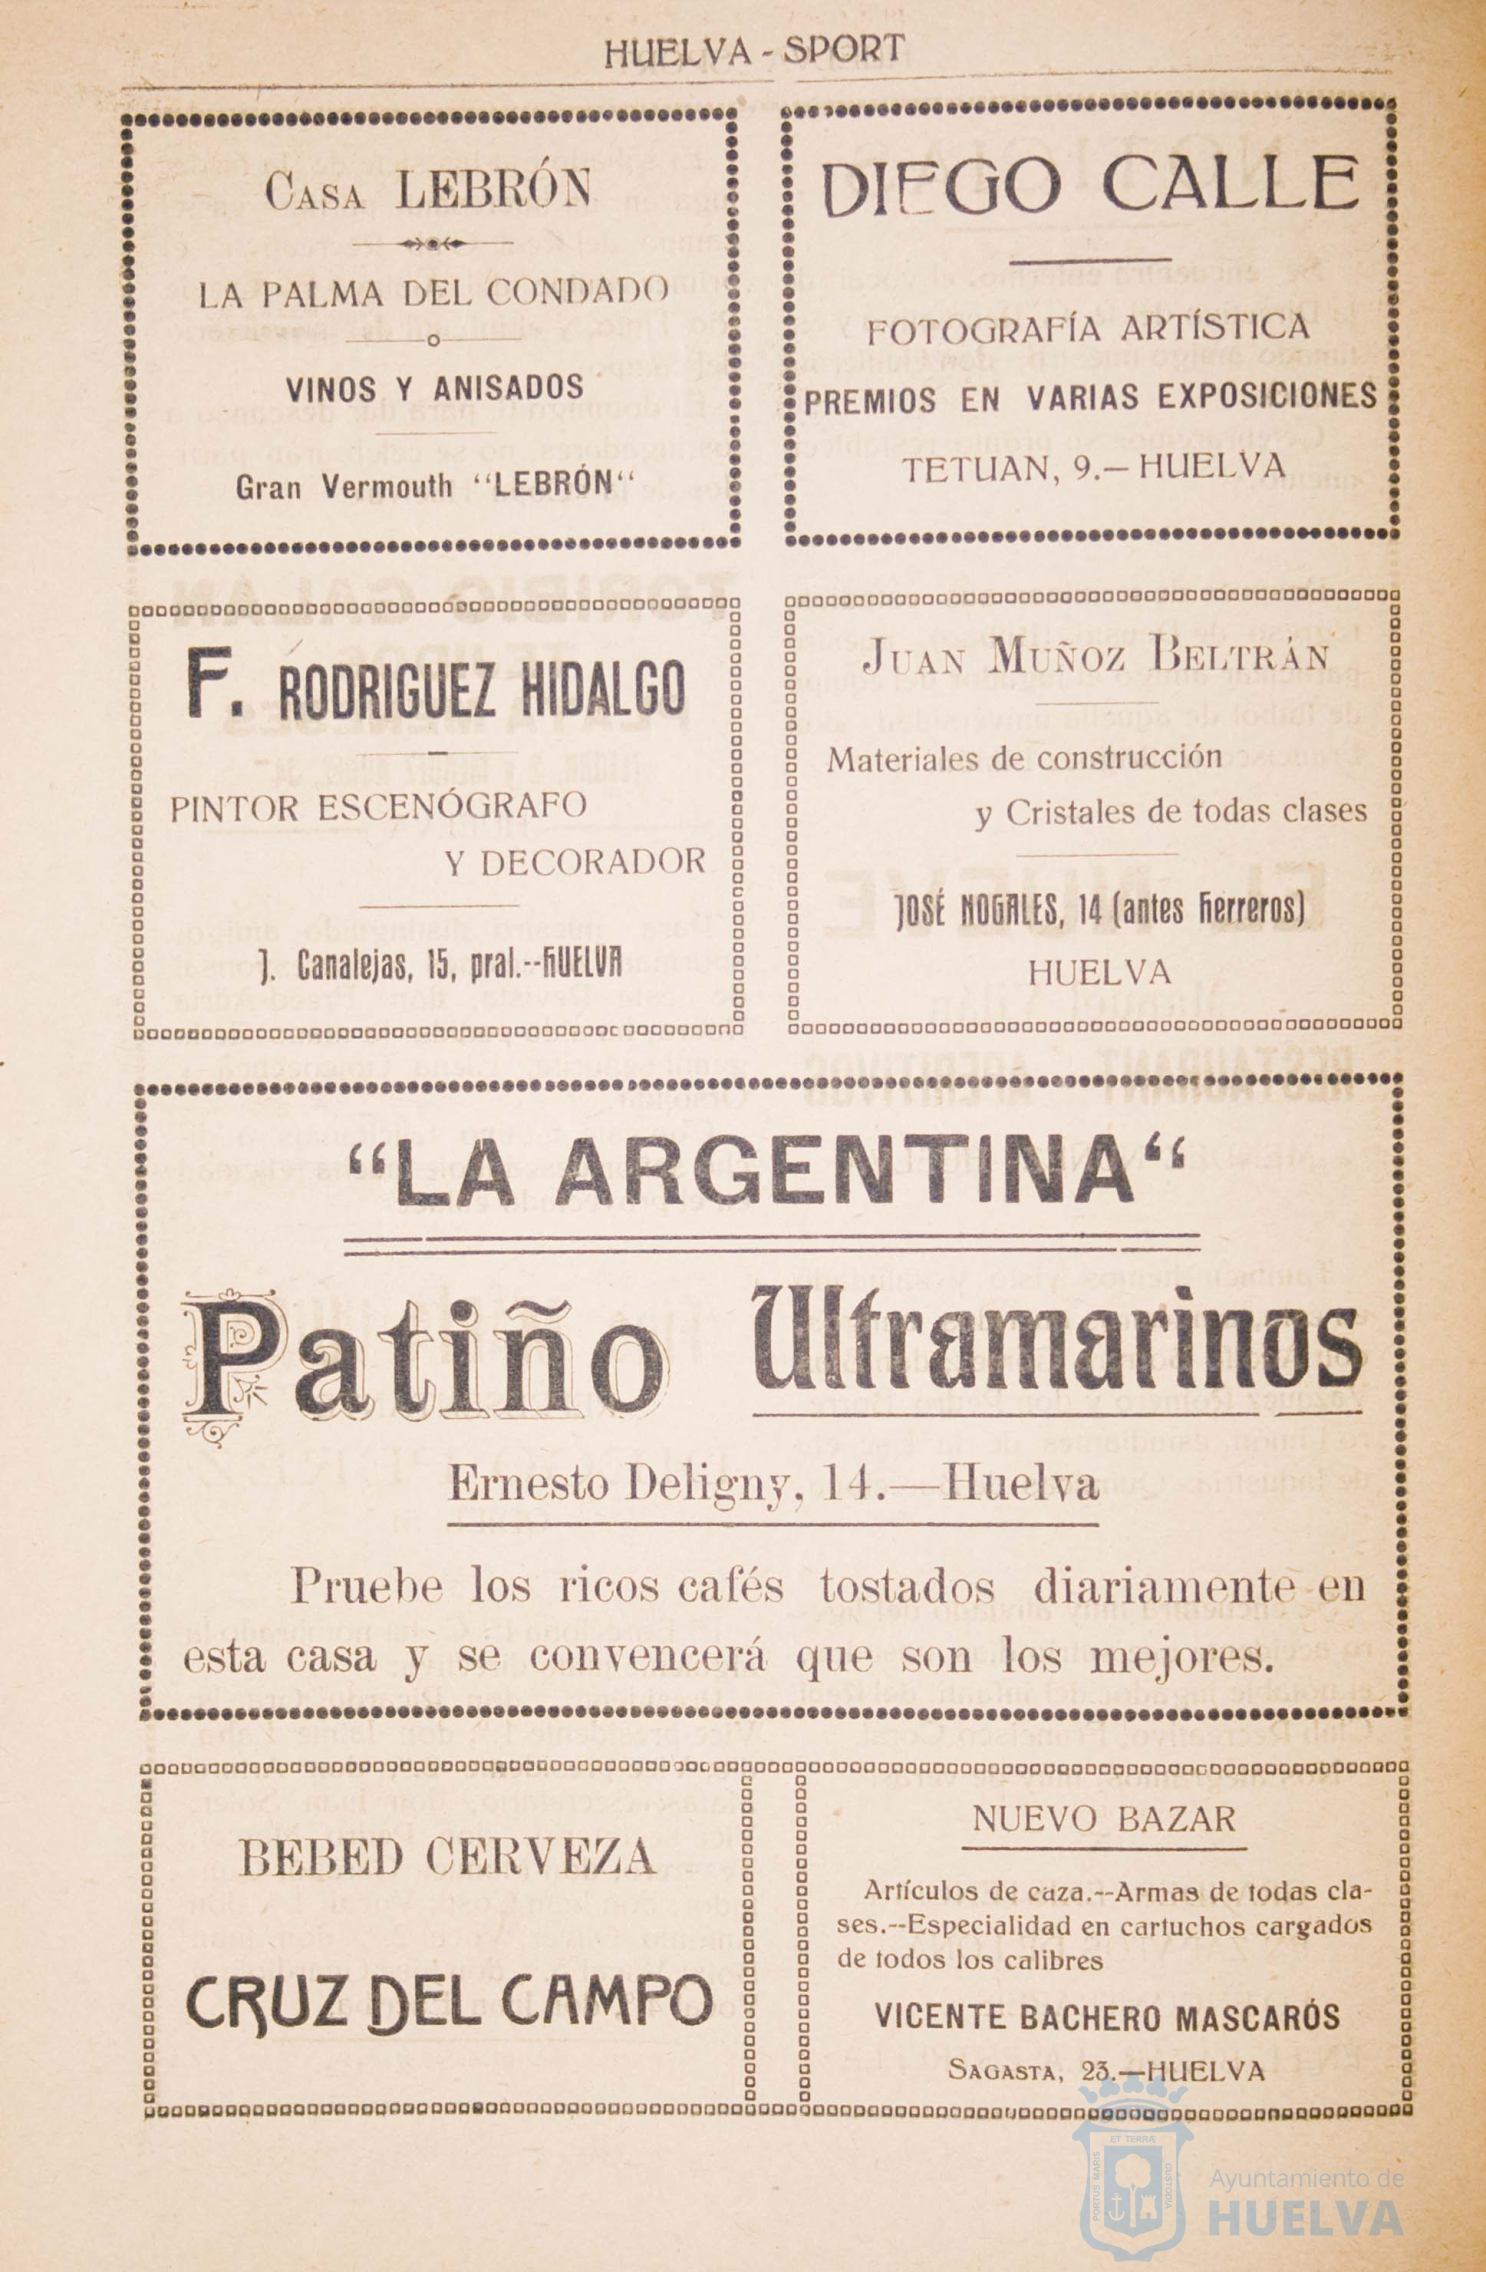 HUELVA - SPORT
CASA LEBRÓN
LA PALMA DEL CONDADO
VINOS Y ANISADOS
Gran Vermouth “LEBRÓN“
DIEGO CALLE
FOTOGRAFÍA ARTÍSTICA
PREMIOS EN VARIAS EXPOSICIONES
TETUAN, 9.—HUELVA
F. RODRIGUEZ HIDALGO
PINTOR ESCENÓGRAFO
Y DECORADOR
J. Canalejas, 15, pral.--HUELVA
JUAN MUÑOZ BELTRÁN
Materiales de construcción
y Cristales de todas clases
JOSÉ NOGALES, 14 (antes Herreros)
HUELVA
“LA ARGENTINA“
Patiño Ultramarinos
Ernesto Deligny, 14.—Huelva
Pruebe los ricos cafés tostados diariamente en
esta casa y se convencerá que son los mejores.
BEBED CERVEZA
CRUZ DEL CAMPO
NUEVO BAZAR
Artículos de caza.--Armas de todas cla-
ses.--Especialidad en cartuchos cargados
de todos los calibres
VICENTE BACHERO MASCARÓS
SAGASTA, 23.—HUELVA
PORTUS MARIS
ET TERRÆ
CUSTODIA
Ayuntamiento de
HUELVA